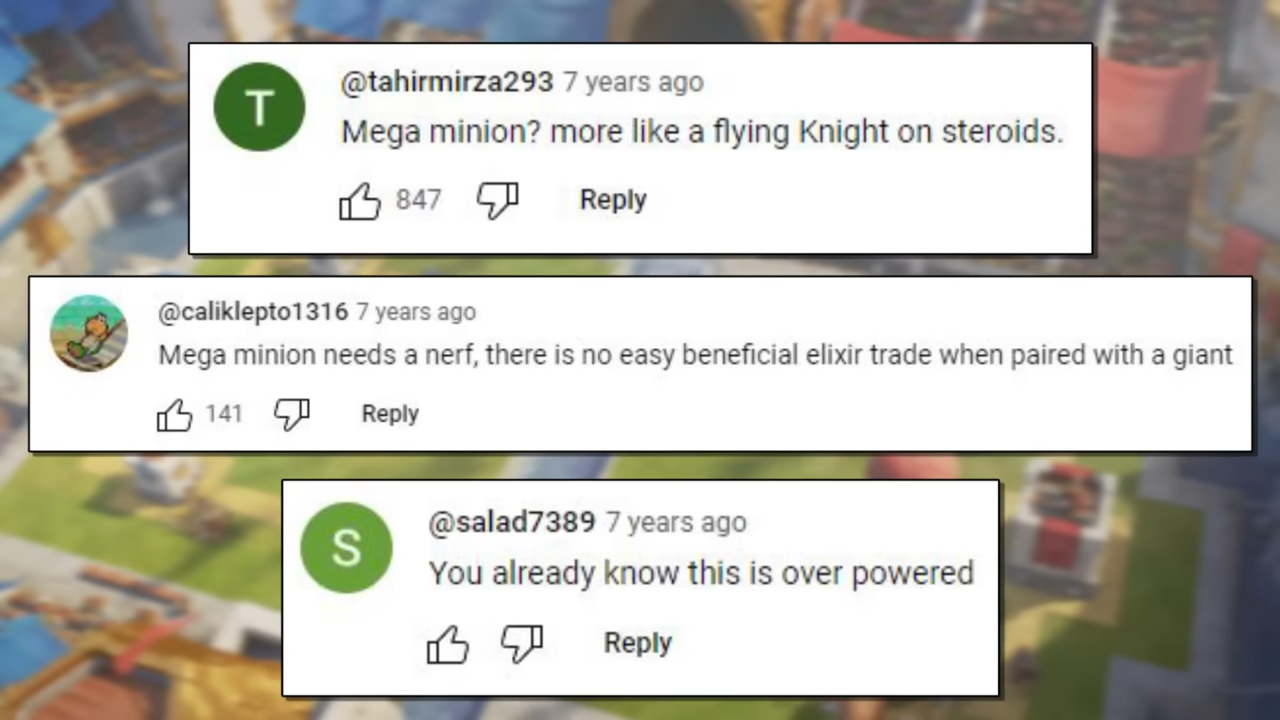 T
@tahirmirza293 7 years ago
Mega minion? more like a flying Knight on steroids.
847 Reply
@caliklepto1316 7 years ago
Mega minion needs a nerf, there is no easy beneficial elixir trade when paired with a giant
141 Reply
S
@salad7389 7 years ago
You already know this is over powered
Reply